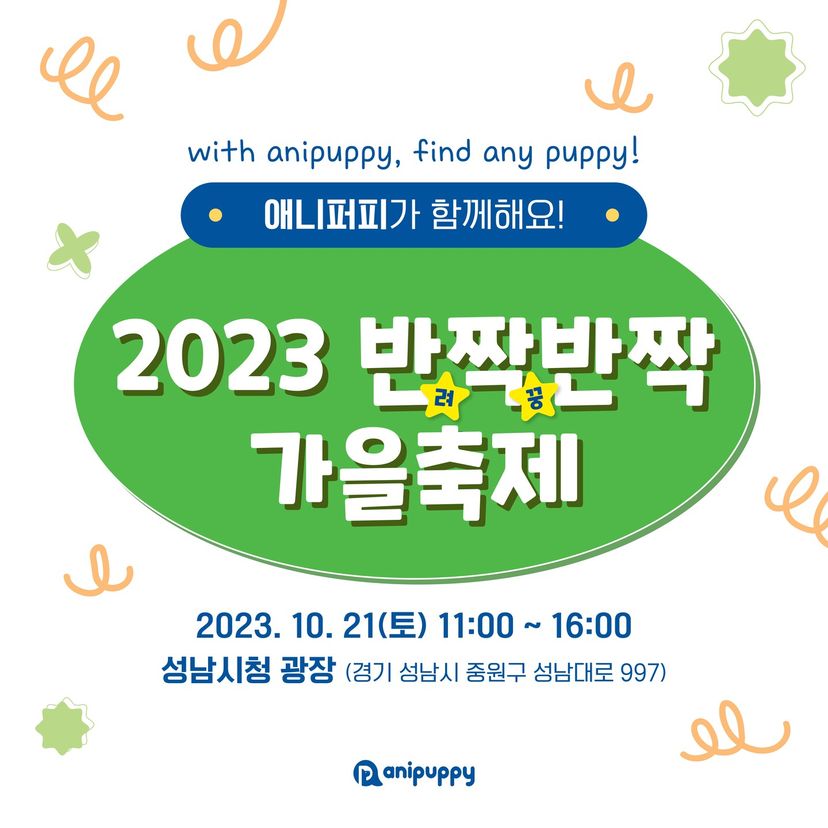 with anipuppy, find any puppy!
애니퍼피가 함께해요!
2023 반짝반짝
려 꿍
가을축제
2023. 10. 21(토) 11:00 ~ 16:00
성남시청 광장 (경기 성남시 중원구 성남대로 997)
anipuppy